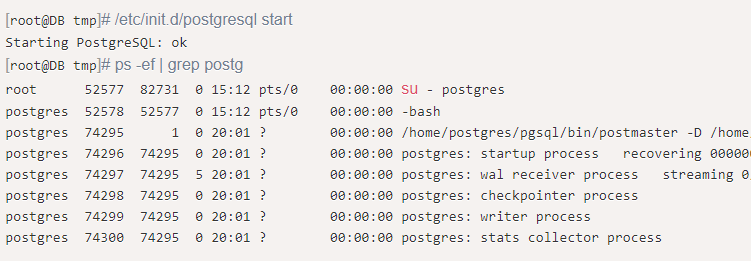 [root@DB tmp]# /etc/init.d/postgresql start
Starting PostgreSQL: ok
[root@DB tmp]# ps -ef | grep postg
root 52577 82731 0 15:12 pts/0 00:00:00 su - postgres
postgres 52578 52577 0 15:12 pts/0 00:00:00 -bash
postgres 74295 1 0 20:01 ? 00:00:00 /home/postgres/pgsql/bin/postmaster -D /home/
postgres 74296 74295 0 20:01 ? 00:00:00 postgres: startup process recovering 000000
postgres 74297 74295 5 20:01 ? 00:00:00 postgres: wal receiver process streaming 0/
postgres 74298 74295 0 20:01 ? 00:00:00 postgres: checkpointer process
postgres 74299 74295 0 20:01 ? 00:00:00 postgres: writer process
postgres 74300 74295 0 20:01 ? 00:00:00 postgres: stats collector process